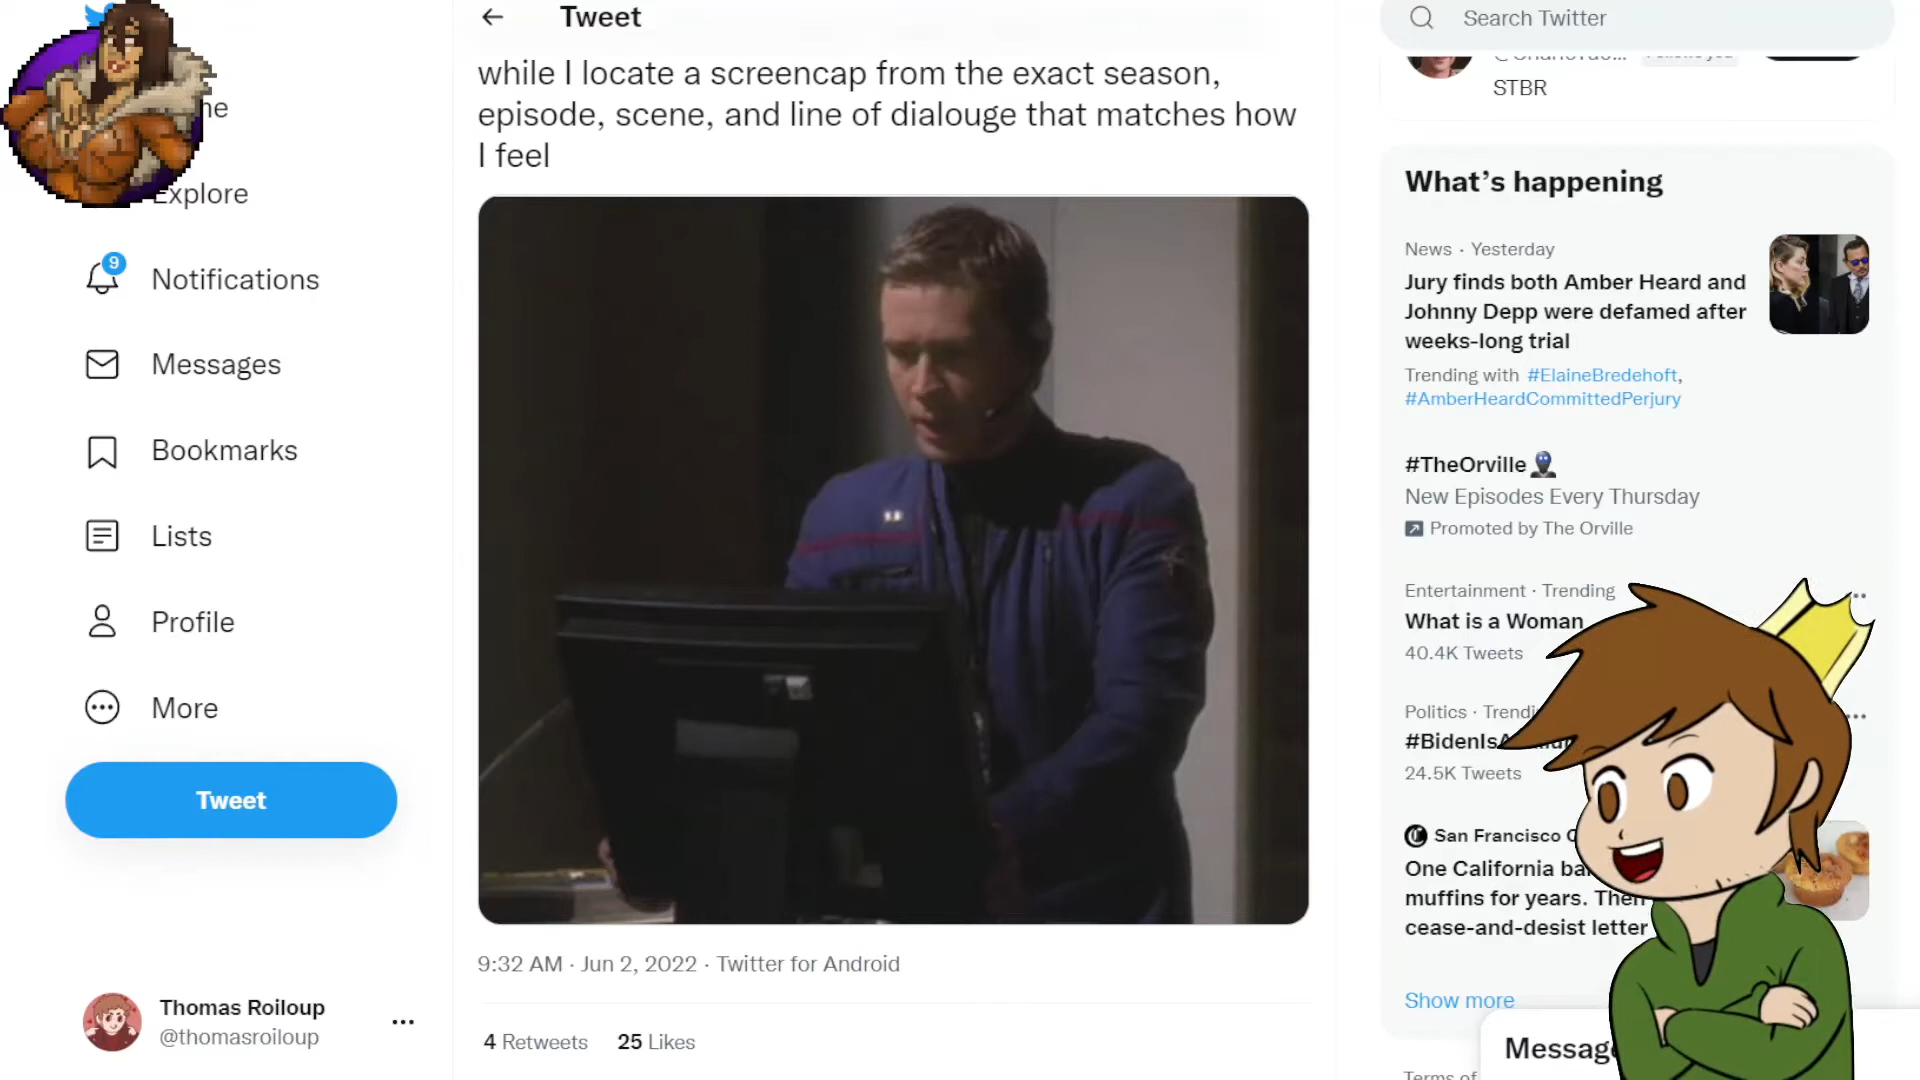 Tweet
while I locate a screencap from the exact season,
episode, scene, and line of dialouge that matches how
I feel
9:32 AM · Jun 2, 2022 · Twitter for Android
4 Retweets 25 Likes
Explore
9
Notifications
Messages
Bookmarks
Lists
Profile
More
Tweet
Thomas Roiloup
@thomasroiloup
Search Twitter
STBR
What's happening
News · Yesterday
Jury finds both Amber Heard and
Johnny Depp were defamed after
weeks-long trial
Trending with #ElaineBredehoft,
#AmberHeardCommittedPerjury
#TheOrville
New Episodes Every Thursday
Promoted by The Orville
Entertainment · Trending
What is a Woman
40.4K Tweets
Politics ·
24.5K Tweets
San Francisco
One California
muffins for years. Then
cease-and-desist letter
Show more
Terms of